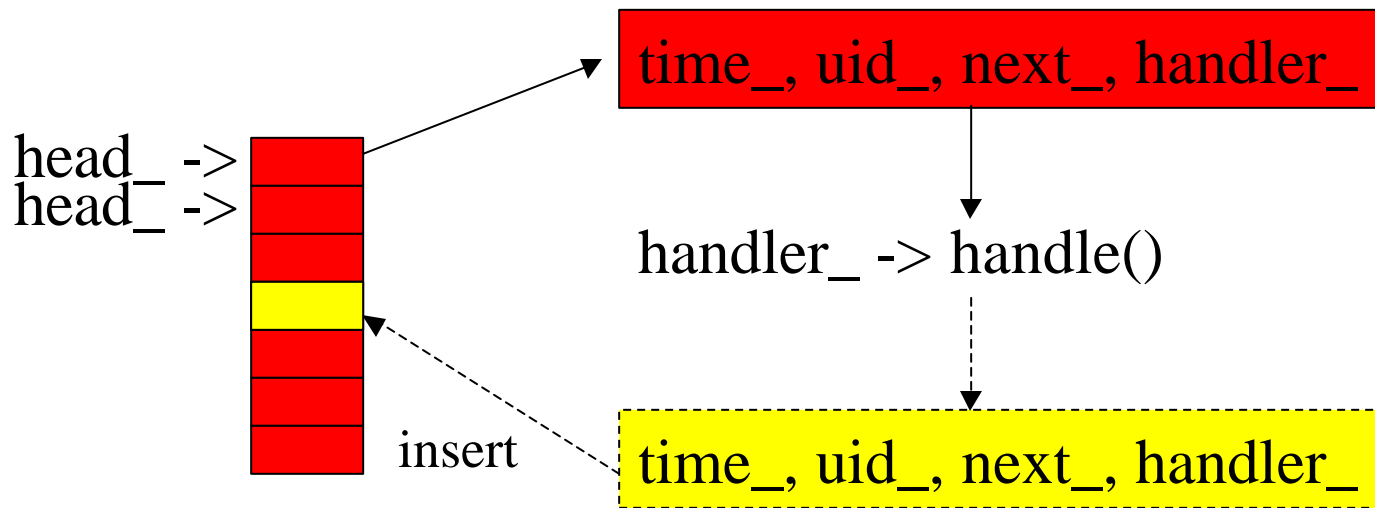 time_, uid_, next_, handler_
head_ ->
head_ ->
handler_ -> handle()
insert
time_, uid_, next_, handler_